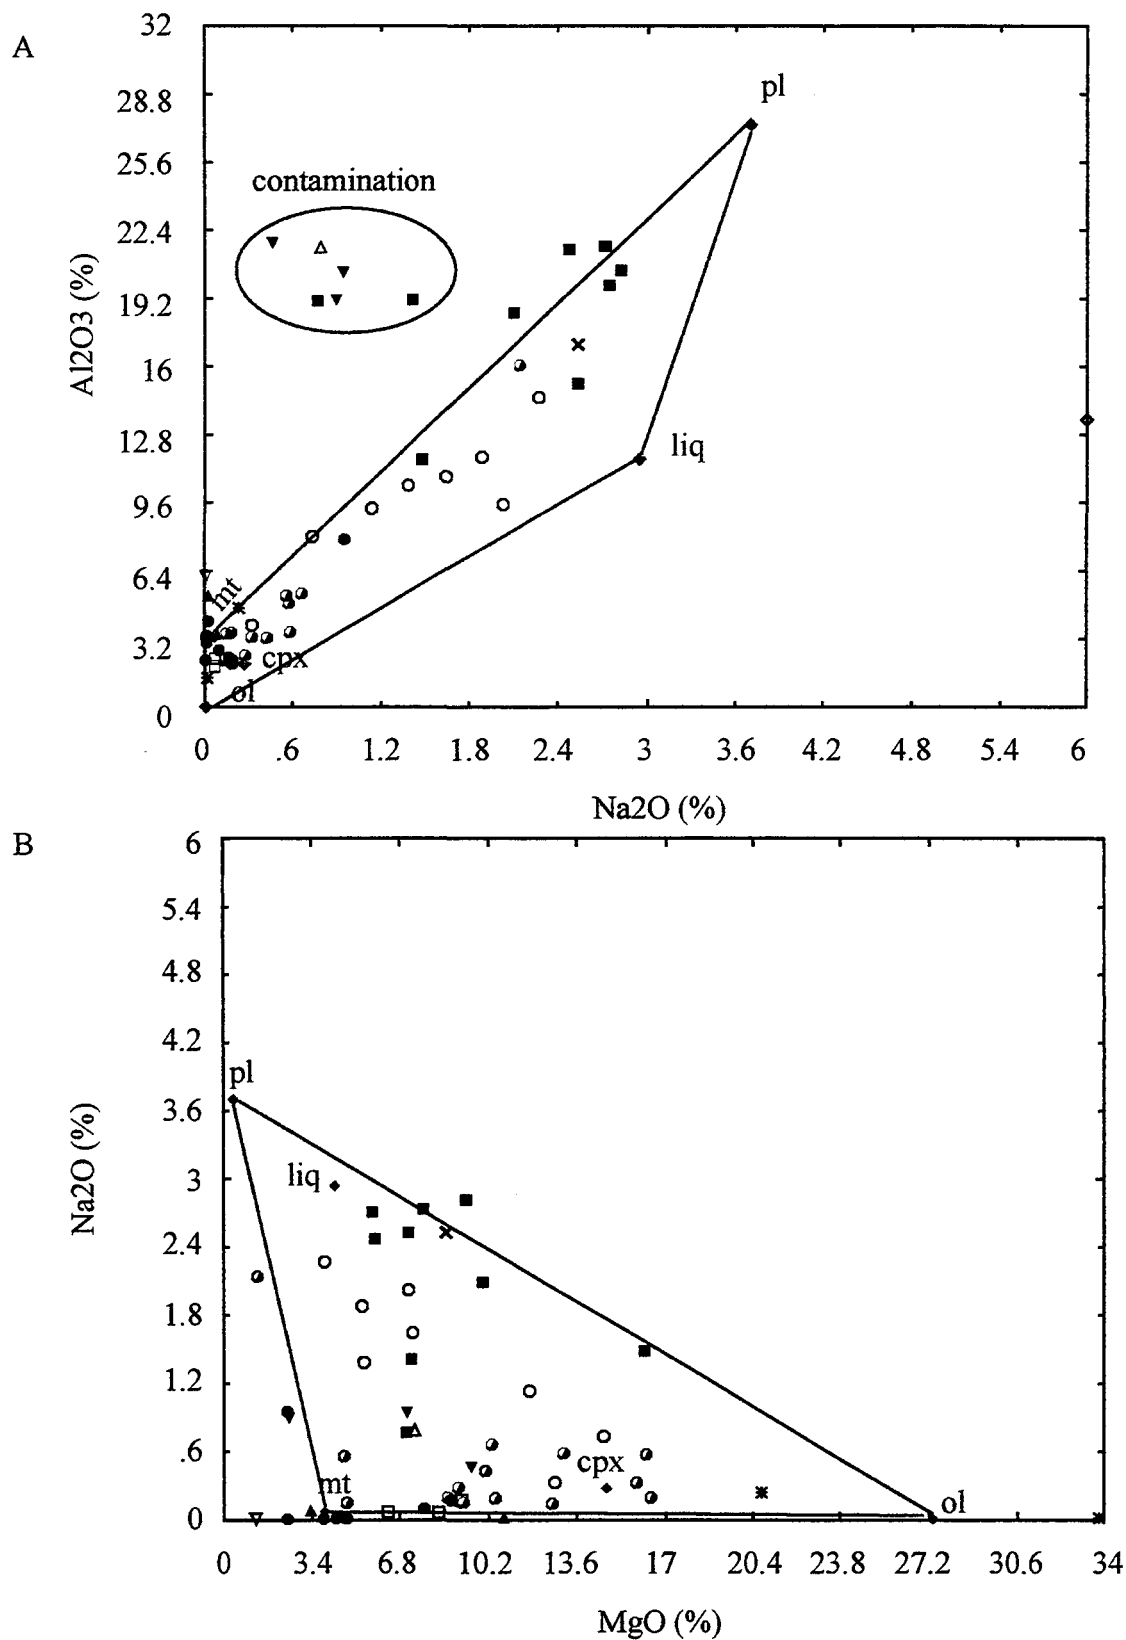 A
32
28.8
25.6
22.4
19.2
16
12.8
9.6
6.4
3.2
0
Al2O3 (%)
contamination
pl
liq
mt
cpx
ol
0 .6 1.2 1.8 2.4 3 3.6 4.2 4.8 5.4 6
Na2O (%)
B
6
5.4
4.8
4.2
3.6
3
2.4
1.8
1.2
.6
0
Na2O (%)
pl
liq
cpx
mt
ol
0 3.4 6.8 10.2 13.6 17 20.4 23.8 27.2 30.6 34
MgO (%)